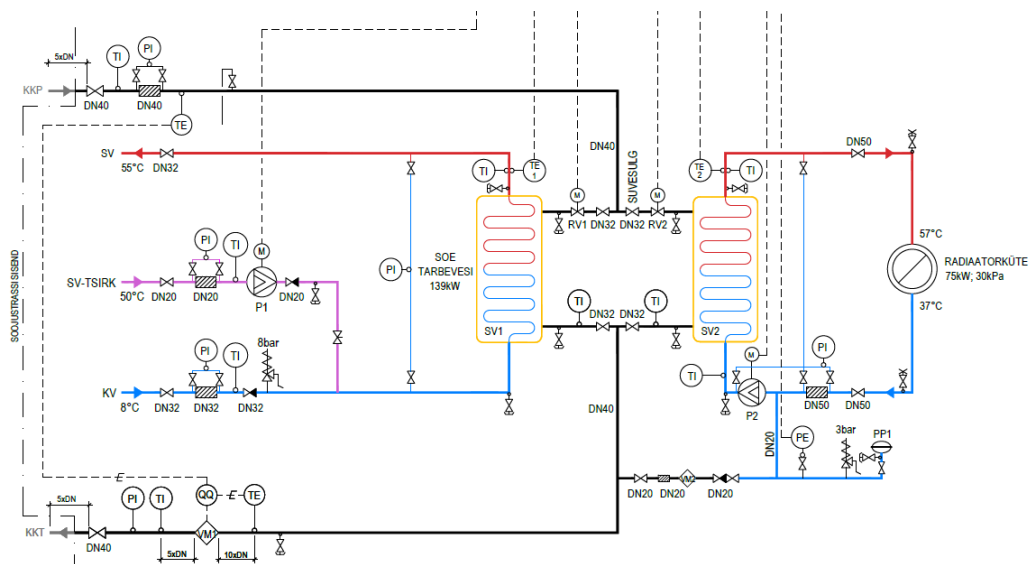 5xDN
TI
PI
KKP
DN40
DN40
TE
SV
55°C
DN32
TI
TE
1
DN40
SUVESULG
M
M
TE
2
TI
DN50
RV1
DN32
DN32
RV2
57°C
RADIAATORKÜTE
75kW; 30kPa
37°C
SOOJUSTRASSISISSEND
PI
TI
M
SV-TSIRK
50°C
DN20
DN20
P1
DN20
PI
SOE
TARBEVESI
139kW
SV1
TI
TI
DN32
DN32
SV2
PI
TI
8bar
KV
8°C
DN32
DN32
DN32
TI
M
PI
P2
DN50
DN50
DN40
DN20
PE
3bar
PP1
DN20
DN20
VM2
DN20
E
5xDN
PI
TI
QQ
E
TE
KKT
DN40
VM1
5xDN
10xDN